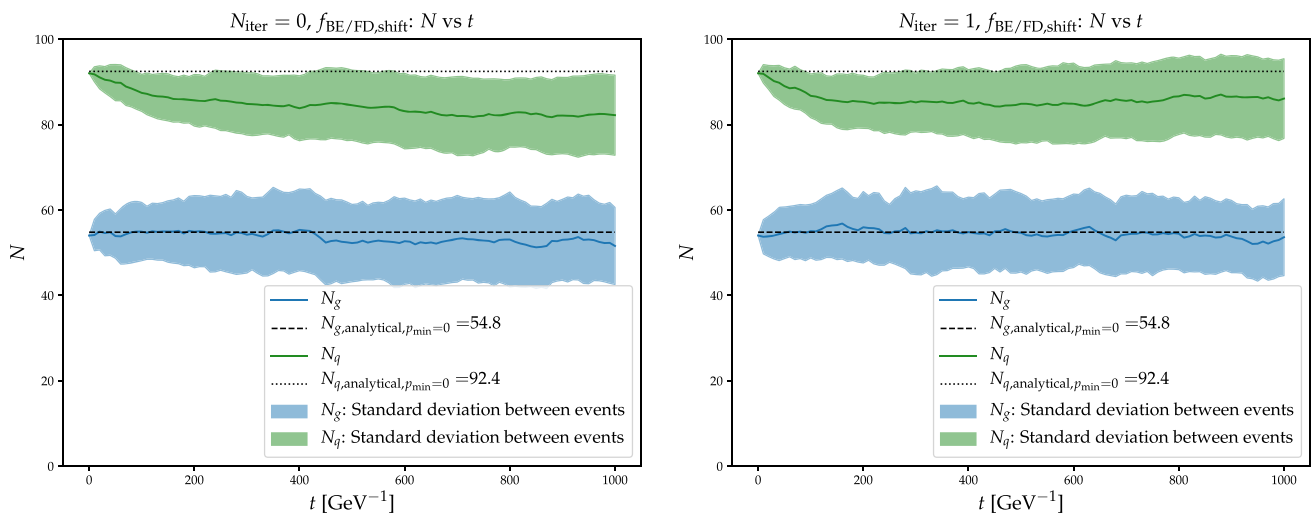 N_iter = 0, f_BE/FD,shift: N vs t
100
80
60
40
20
0
N
0 200 400 600 800 1000
t [GeV⁻¹]
N_g
N_g,analytical,p_min=0 =54.8
N_q
N_q,analytical,p_min=0 =92.4
N_g: Standard deviation between events
N_q: Standard deviation between events
N_iter = 1, f_BE/FD,shift: N vs t
100
80
60
40
20
0
N
0 200 400 600 800 1000
t [GeV⁻¹]
N_g
N_g,analytical,p_min=0 =54.8
N_q
N_q,analytical,p_min=0 =92.4
N_g: Standard deviation between events
N_q: Standard deviation between events